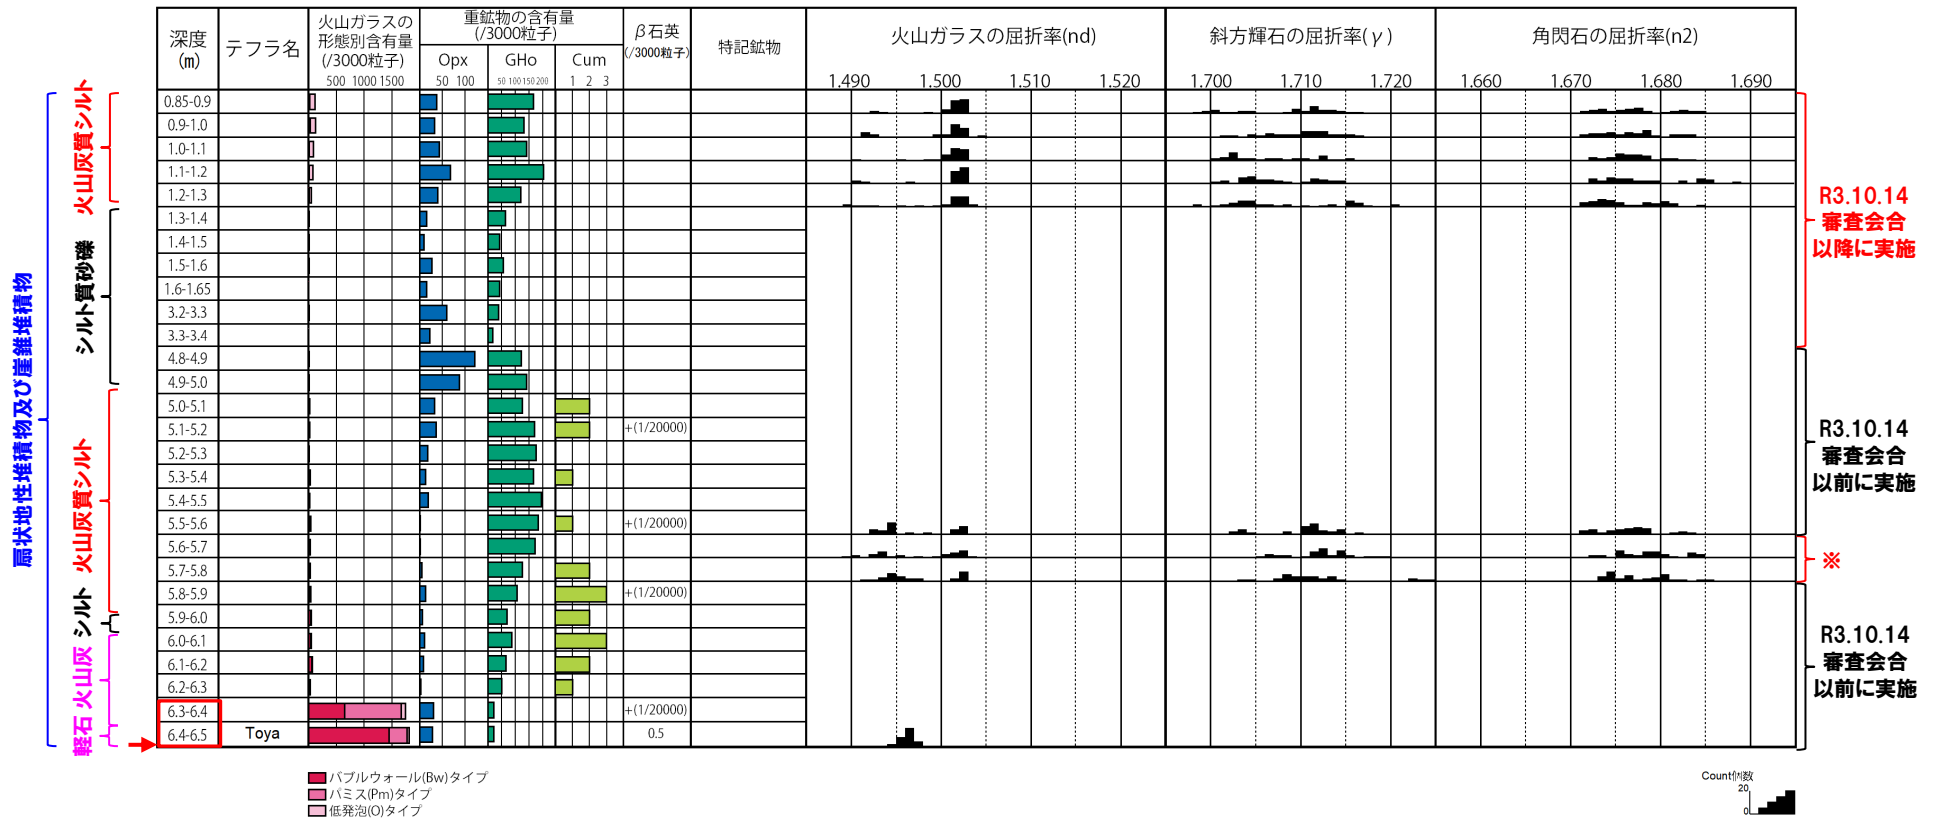 深度
(m)
テフラ名
火山ガラスの
形態別含有量
(/3000粒子)
500 1000 1500
重鉱物の含有量
(/3000粒子)
Opx
50 100
GHo
50 100 150 200
Cum
1 2 3
β石英
(/3000粒子)
特記鉱物
火山ガラスの屈折率(nd)
1.490 1.500 1.510 1.520
斜方輝石の屈折率(γ)
1.700 1.710 1.720
角閃石の屈折率(n2)
1.660 1.670 1.680 1.690
0.85-0.9
0.9-1.0
1.0-1.1
1.1-1.2
1.2-1.3
1.3-1.4
1.4-1.5
1.5-1.6
1.6-1.65
3.2-3.3
3.3-3.4
4.8-4.9
4.9-5.0
5.0-5.1
5.1-5.2 +(1/20000)
5.2-5.3
5.3-5.4
5.4-5.5
5.5-5.6 +(1/20000)
5.6-5.7
5.7-5.8
5.8-5.9 +(1/20000)
5.9-6.0
6.0-6.1
6.1-6.2
6.2-6.3
6.3-6.4 +(1/20000)
6.4-6.5 Toya 0.5
扇状地性堆積物及び崖錐堆積物
火山灰質シルト
シルト質砂礫
火山灰質シルト
シルト
火山灰
軽石
R3.10.14
審査会合
以降に実施
R3.10.14
審査会合
以前に実施
※
R3.10.14
審査会合
以前に実施
バブルウォール(Bw)タイプ
パミス(Pm)タイプ
低発泡(O)タイプ
Count個数
20
0